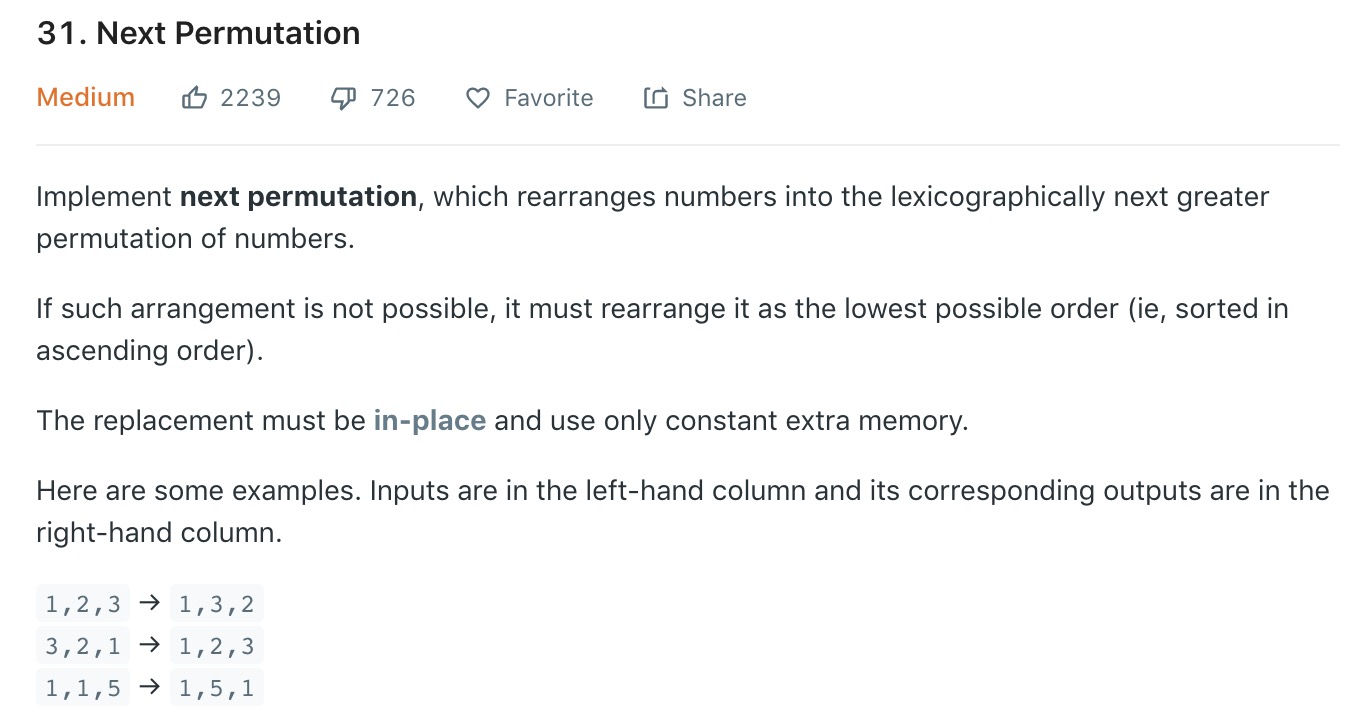 31. Next Permutation
Medium 2239 726 Favorite Share
Implement next permutation, which rearranges numbers into the lexicographically next greater
permutation of numbers.
If such arrangement is not possible, it must rearrange it as the lowest possible order (ie, sorted in
ascending order).
The replacement must be in-place and use only constant extra memory.
Here are some examples. Inputs are in the left-hand column and its corresponding outputs are in the
right-hand column.
1,2,3 → 1,3,2
3,2,1 → 1,2,3
1,1,5 → 1,5,1